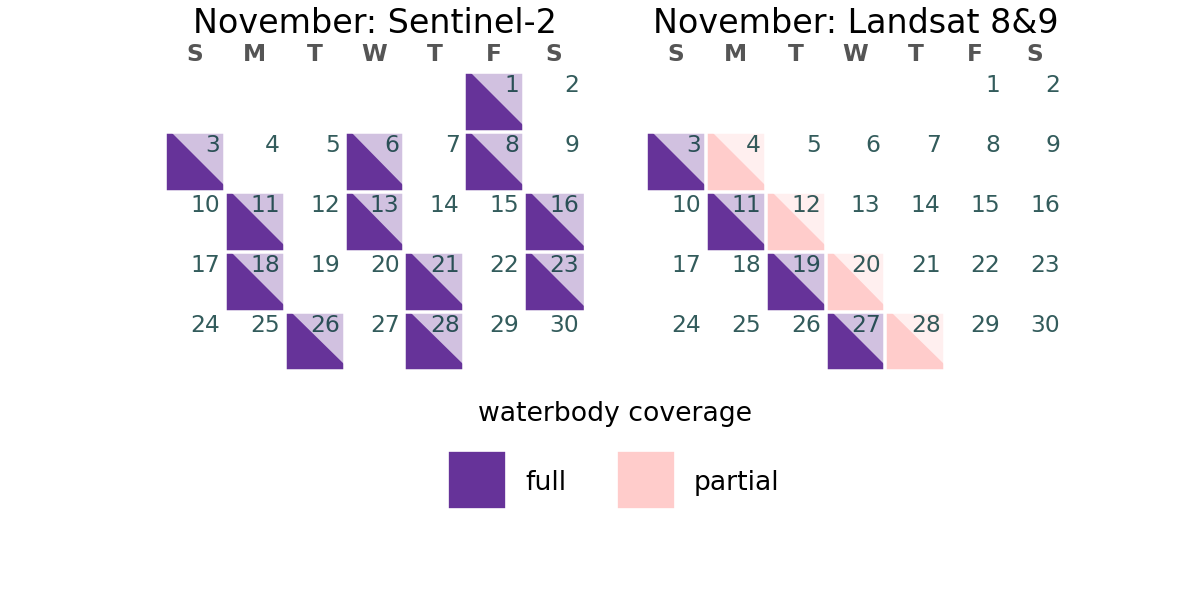 November: Sentinel-2
S M T W T F S
1 2
3 4 5 6 7 8 9
10 11 12 13 14 15 16
17 18 19 20 21 22 23
24 25 26 27 28 29 30
November: Landsat 8&9
S M T W T F S
1 2
3 4 5 6 7 8 9
10 11 12 13 14 15 16
17 18 19 20 21 22 23
24 25 26 27 28 29 30
waterbody coverage
full
partial